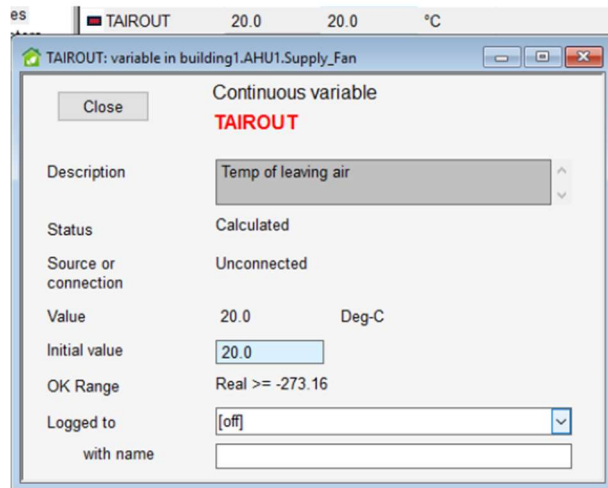 es
TAIROUT 20.0 20.0 °C
TAIROUT: variable in building1.AHU1.Supply_Fan
Close
Continuous variable
TAIROUT
Description Temp of leaving air
Status Calculated
Source or connection Unconnected
Value 20.0 Deg-C
Initial value 20.0
OK Range Real >= -273.16
Logged to [off]
with name